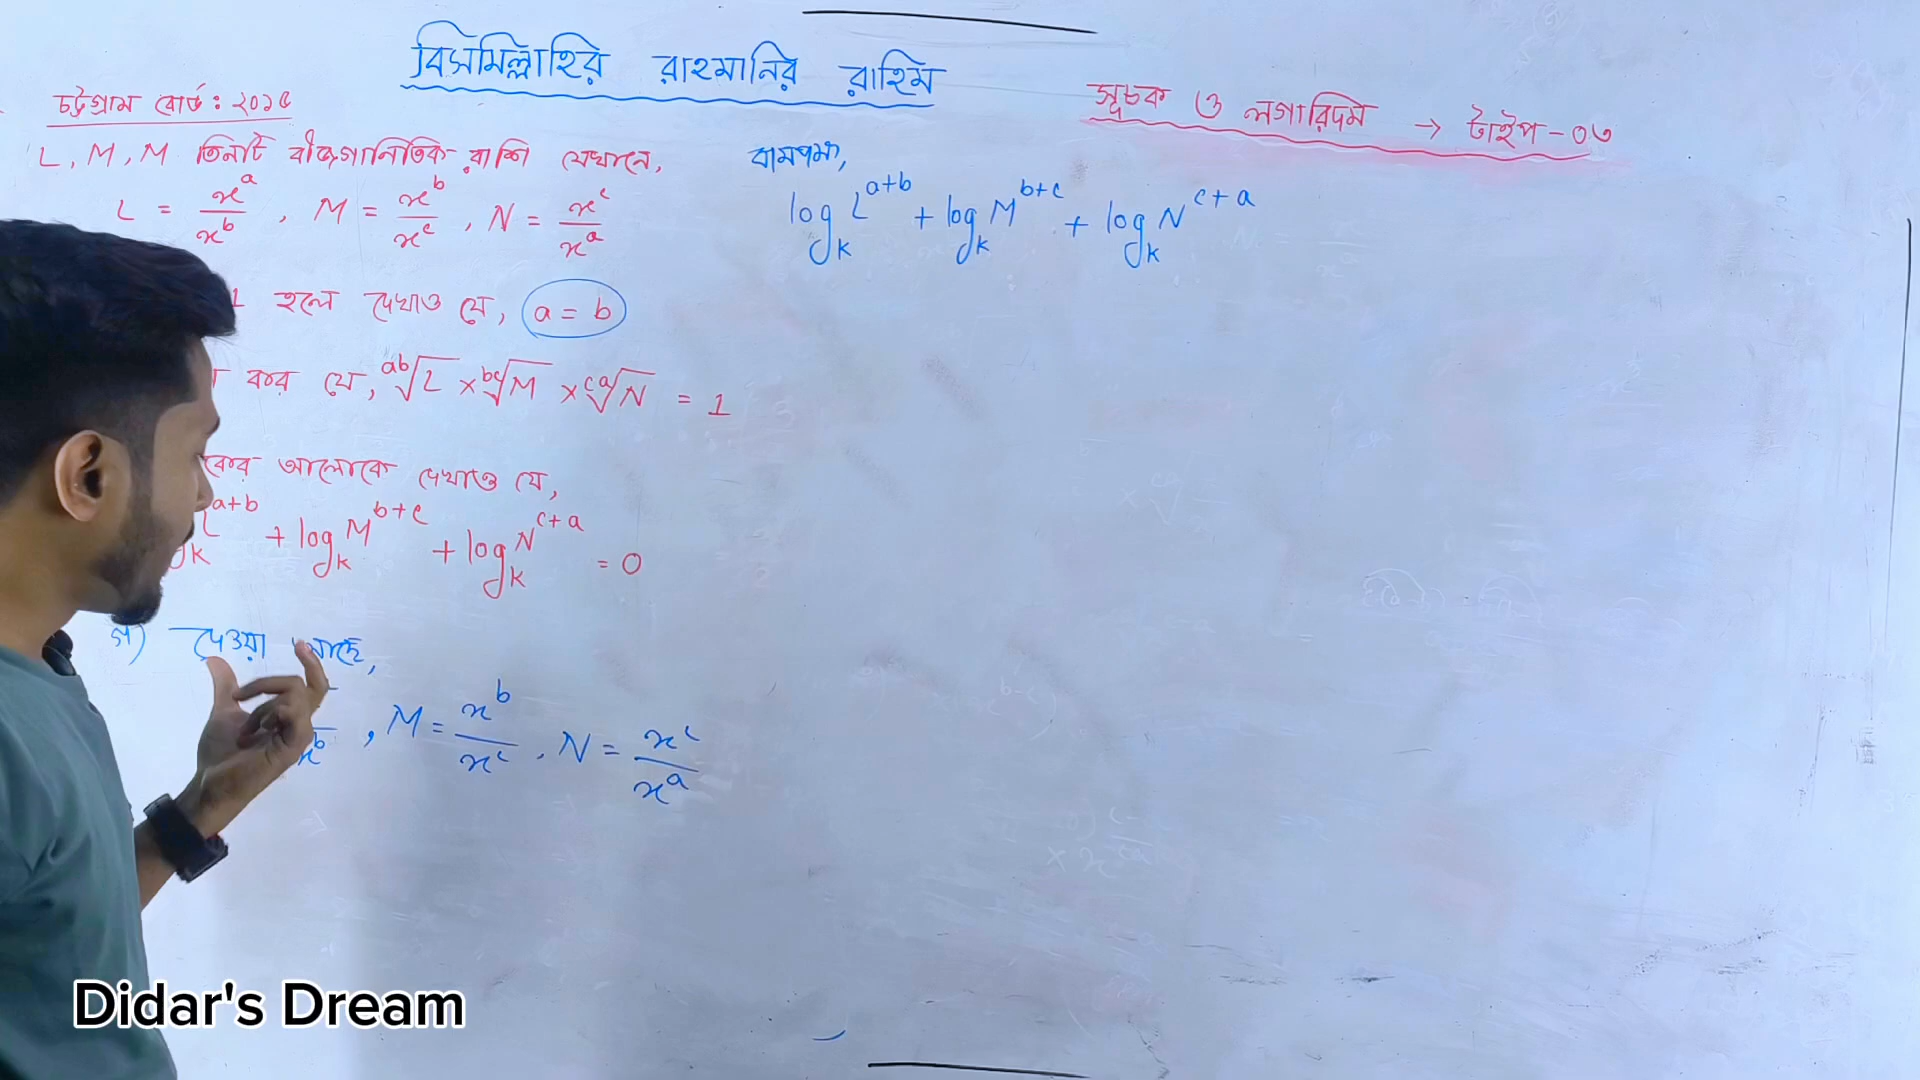 বিসমিল্লাহির রাহমানির রাহিম
সূচক ও লগারিদম → টাইপ-০৩
চট্টগ্রাম বোর্ড: ২০১৫
L, M, M তিনটি বীজগানিতিক রাশি যেখানে,
L = x^a/x^b , M = x^b/x^c , N = x^c/x^a
1 হলে দেখাও যে, a = b
কর যে, ^{ab}√L × ^{bc}√M × ^{ca}√N = 1
আলোকে দেখাও যে,
L^{a+b} + log_k M^{b+c} + log_k N^{c+a} = 0
গ) দেওয়া আছে,
x^b , M = x^b/x^c , N = x^c/x^a
বামপক্ষ,
log_k L^{a+b} + log_k M^{b+c} + log_k N^{c+a}
Didar's Dream